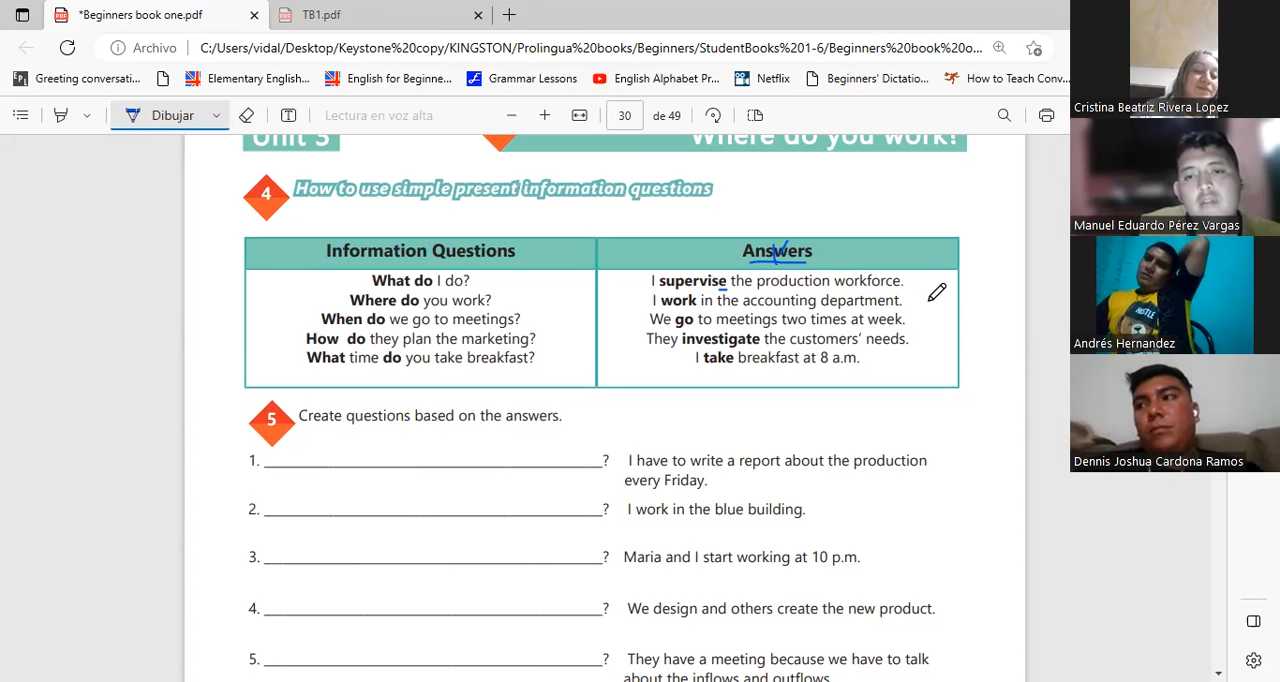 *Beginners book one.pdf
TB1.pdf
Archivo
C:/Users/vidal/Desktop/Keystone%20copy/KINGSTON/Prolingua%20books/Beginners/StudentBooks%201-6/Beginners%20book%20o...
Greeting conversati...
Elementary English...
English for Beginne...
Grammar Lessons
English Alphabet Pr...
Netflix
Beginners' Dictatio...
How to Teach Conv...
Dibujar
Lectura en voz alta
30
de 49
Unit 3
Where do you work?
4
How to use simple present information questions
Information Questions
Answers
What do I do?
I supervise the production workforce.
Where do you work?
I work in the accounting department.
When do we go to meetings?
We go to meetings two times at week.
How do they plan the marketing?
They investigate the customers' needs.
What time do you take breakfast?
I take breakfast at 8 a.m.
5
Create questions based on the answers.
1. ______________________________________? I have to write a report about the production
every Friday.
2. ______________________________________? I work in the blue building.
3. ______________________________________? Maria and I start working at 10 p.m.
4. ______________________________________? We design and others create the new product.
5. ______________________________________? They have a meeting because we have to talk
about the inflows and outflows
Cristina Beatriz Rivera Lopez
Manuel Eduardo Pérez Vargas
HUSTLE
Andrés Hernandez
Dennis Joshua Cardona Ramos